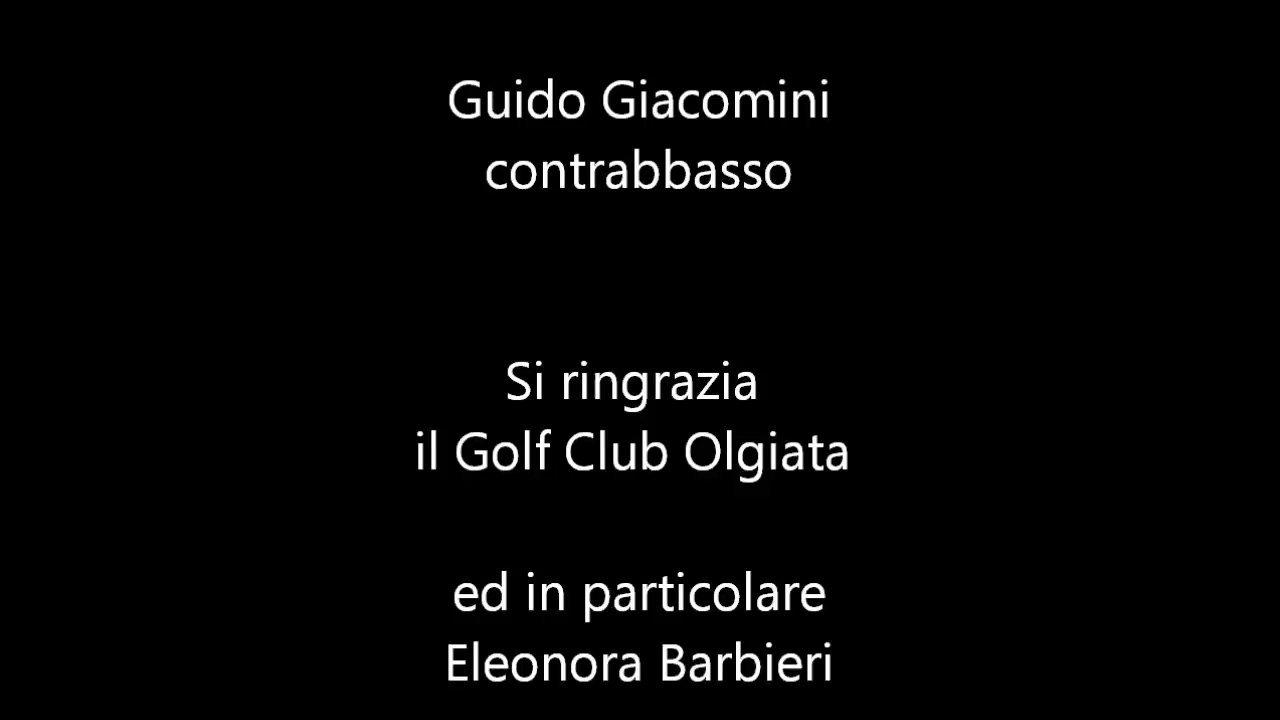 Guido Giacomini
contrabbasso
Si ringrazia
il Golf Club Olgiata
ed in particolare
Eleonora Barbieri